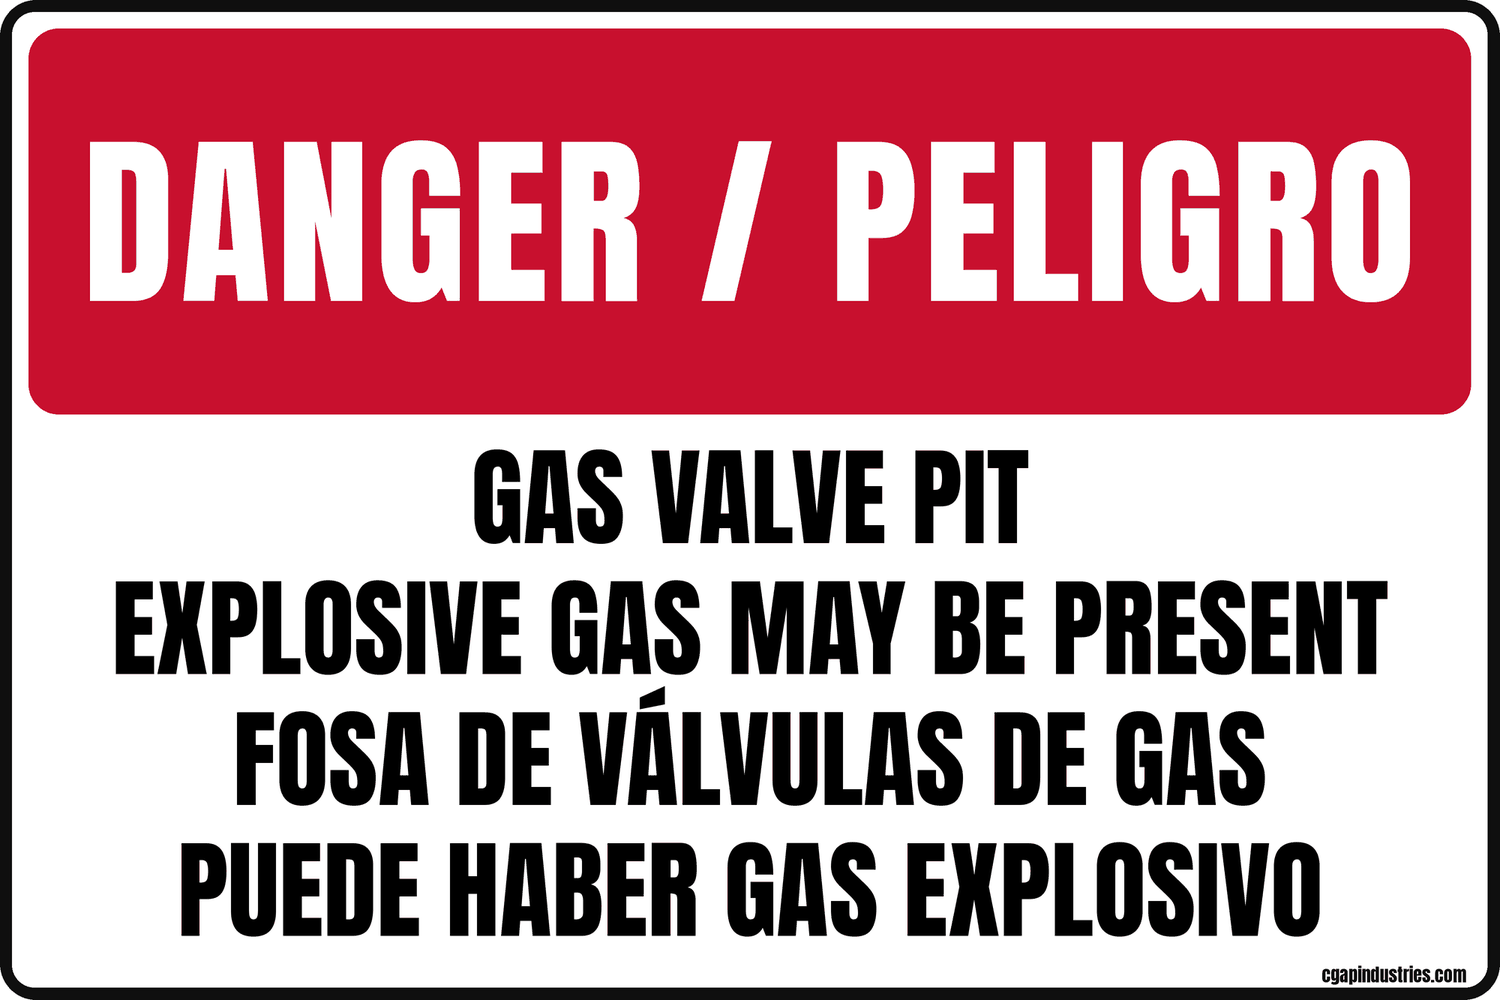 DANGER / PELIGRO
GAS VALVE PIT
EXPLOSIVE GAS MAY BE PRESENT
FOSA DE VÁLVULAS DE GAS
PUEDE HABER GAS EXPLOSIVO
cgapindustries.com